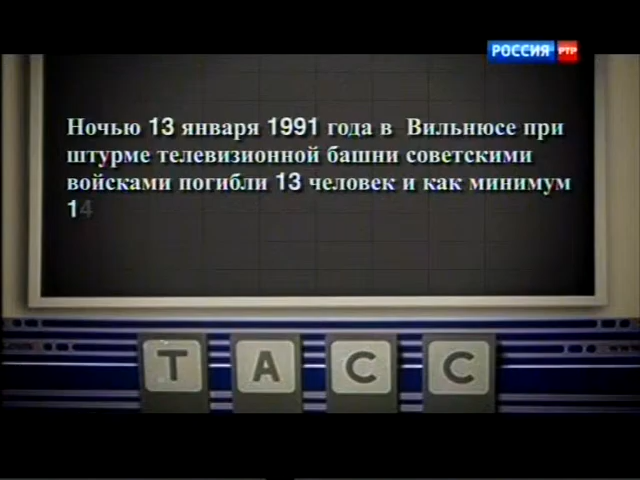 РОССИЯ РТР
Ночью 13 января 1991 года в Вильнюсе при
штурме телевизионной башни советскими
войсками погибли 13 человек и как минимум
14
ТАСС